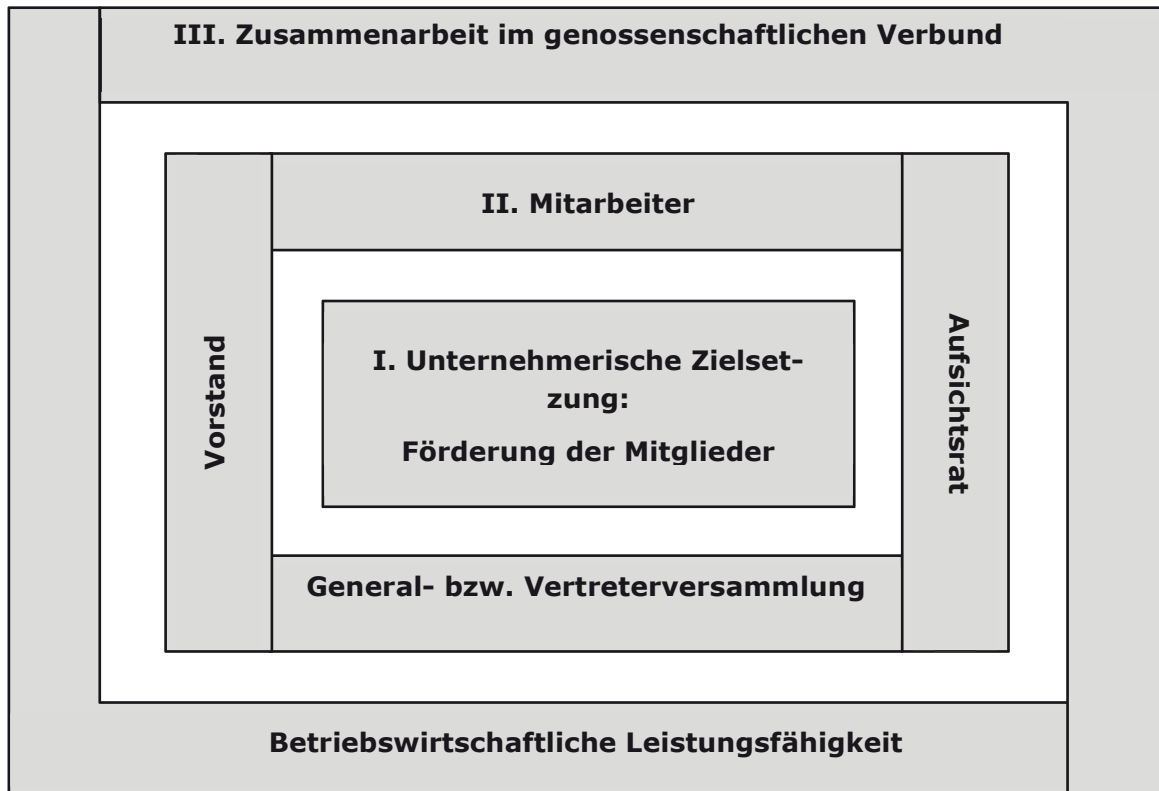 III. Zusammenarbeit im genossenschaftlichen Verbund
II. Mitarbeiter
Vorstand
I. Unternehmerische Zielset-
zung:
Förderung der Mitglieder
Aufsichtsrat
General- bzw. Vertreterversammlung
Betriebswirtschaftliche Leistungsfähigkeit